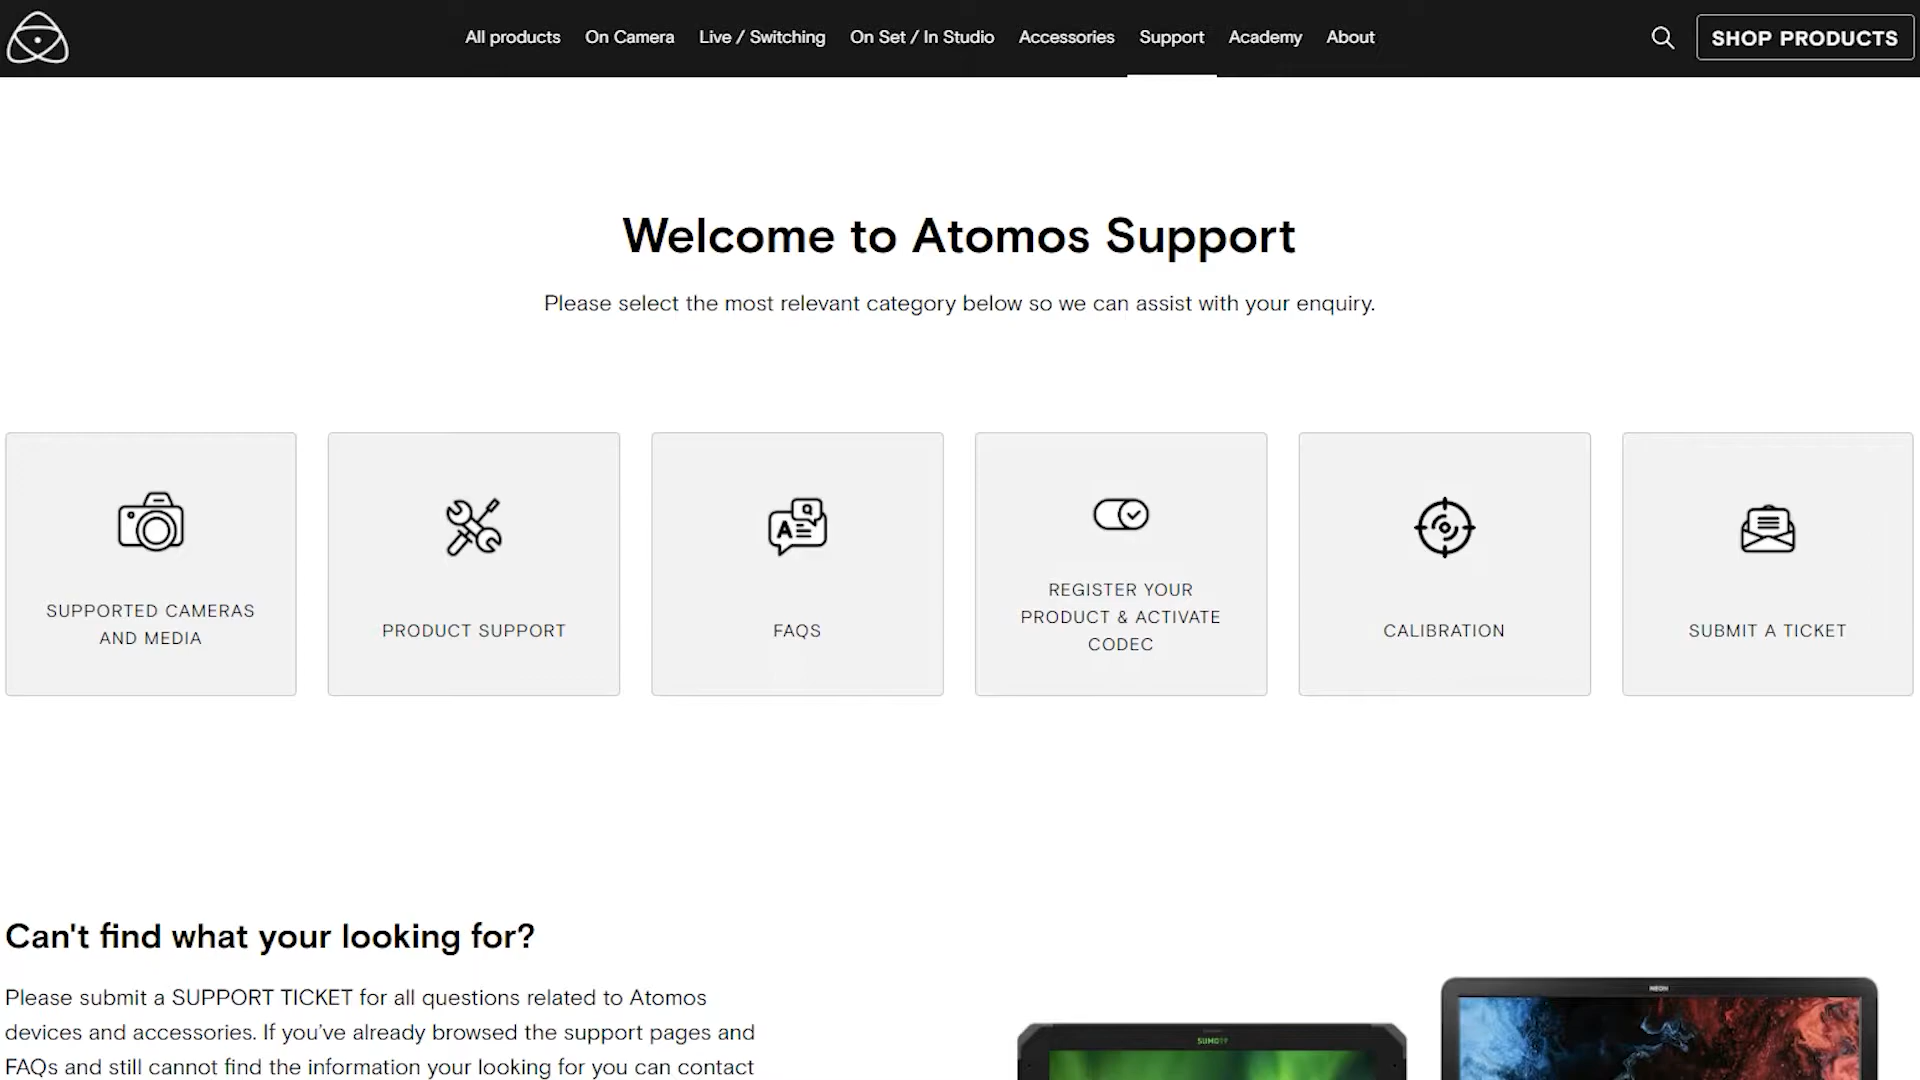 All products On Camera Live / Switching On Set / In Studio Accessories Support Academy About SHOP PRODUCTS
Welcome to Atomos Support
Please select the most relevant category below so we can assist with your enquiry.
SUPPORTED CAMERAS
AND MEDIA
PRODUCT SUPPORT
FAQS
REGISTER YOUR
PRODUCT & ACTIVATE
CODEC
CALIBRATION
SUBMIT A TICKET
Can't find what your looking for?
Please submit a SUPPORT TICKET for all questions related to Atomos
devices and accessories. If you’ve already browsed the support pages and
FAQs and still cannot find the information your looking for you can contact
NEON
SUMO19